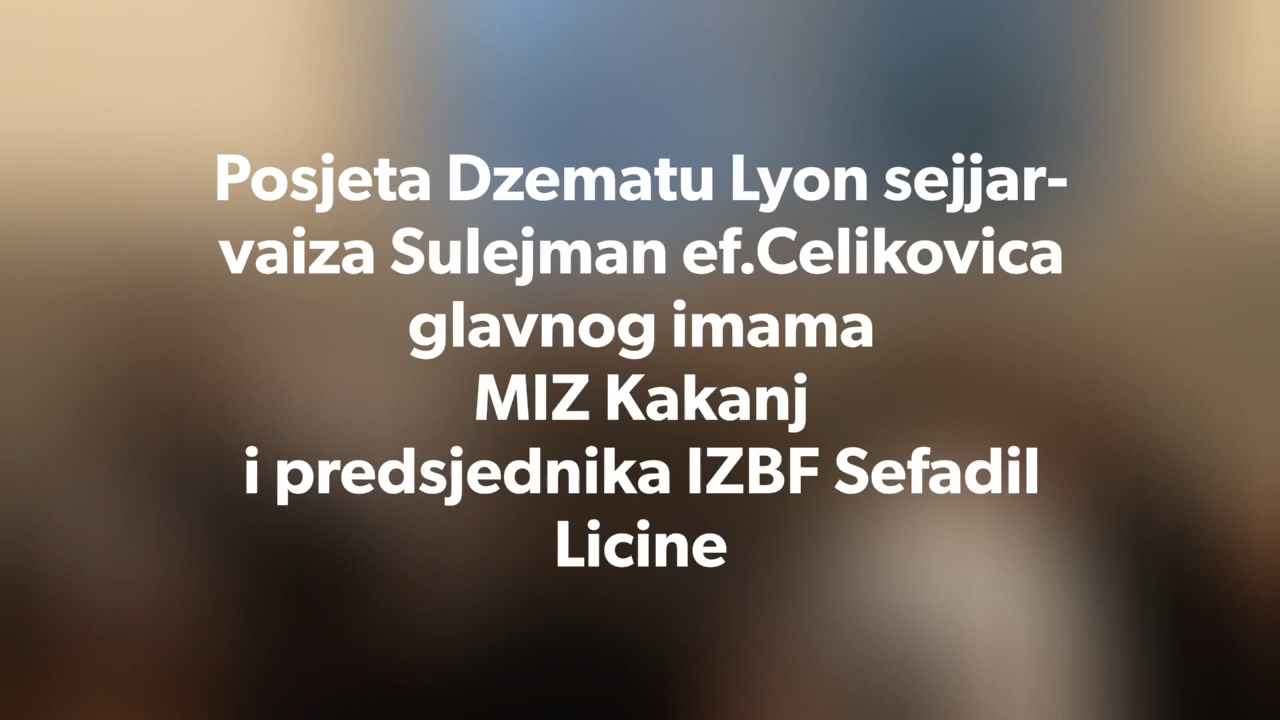 Posjeta Dzematu Lyon sejjar-
vaiza Sulejman ef.Celikovica
glavnog imama
MIZ Kakanj
i predsjednika IZBF Sefadil
Licine